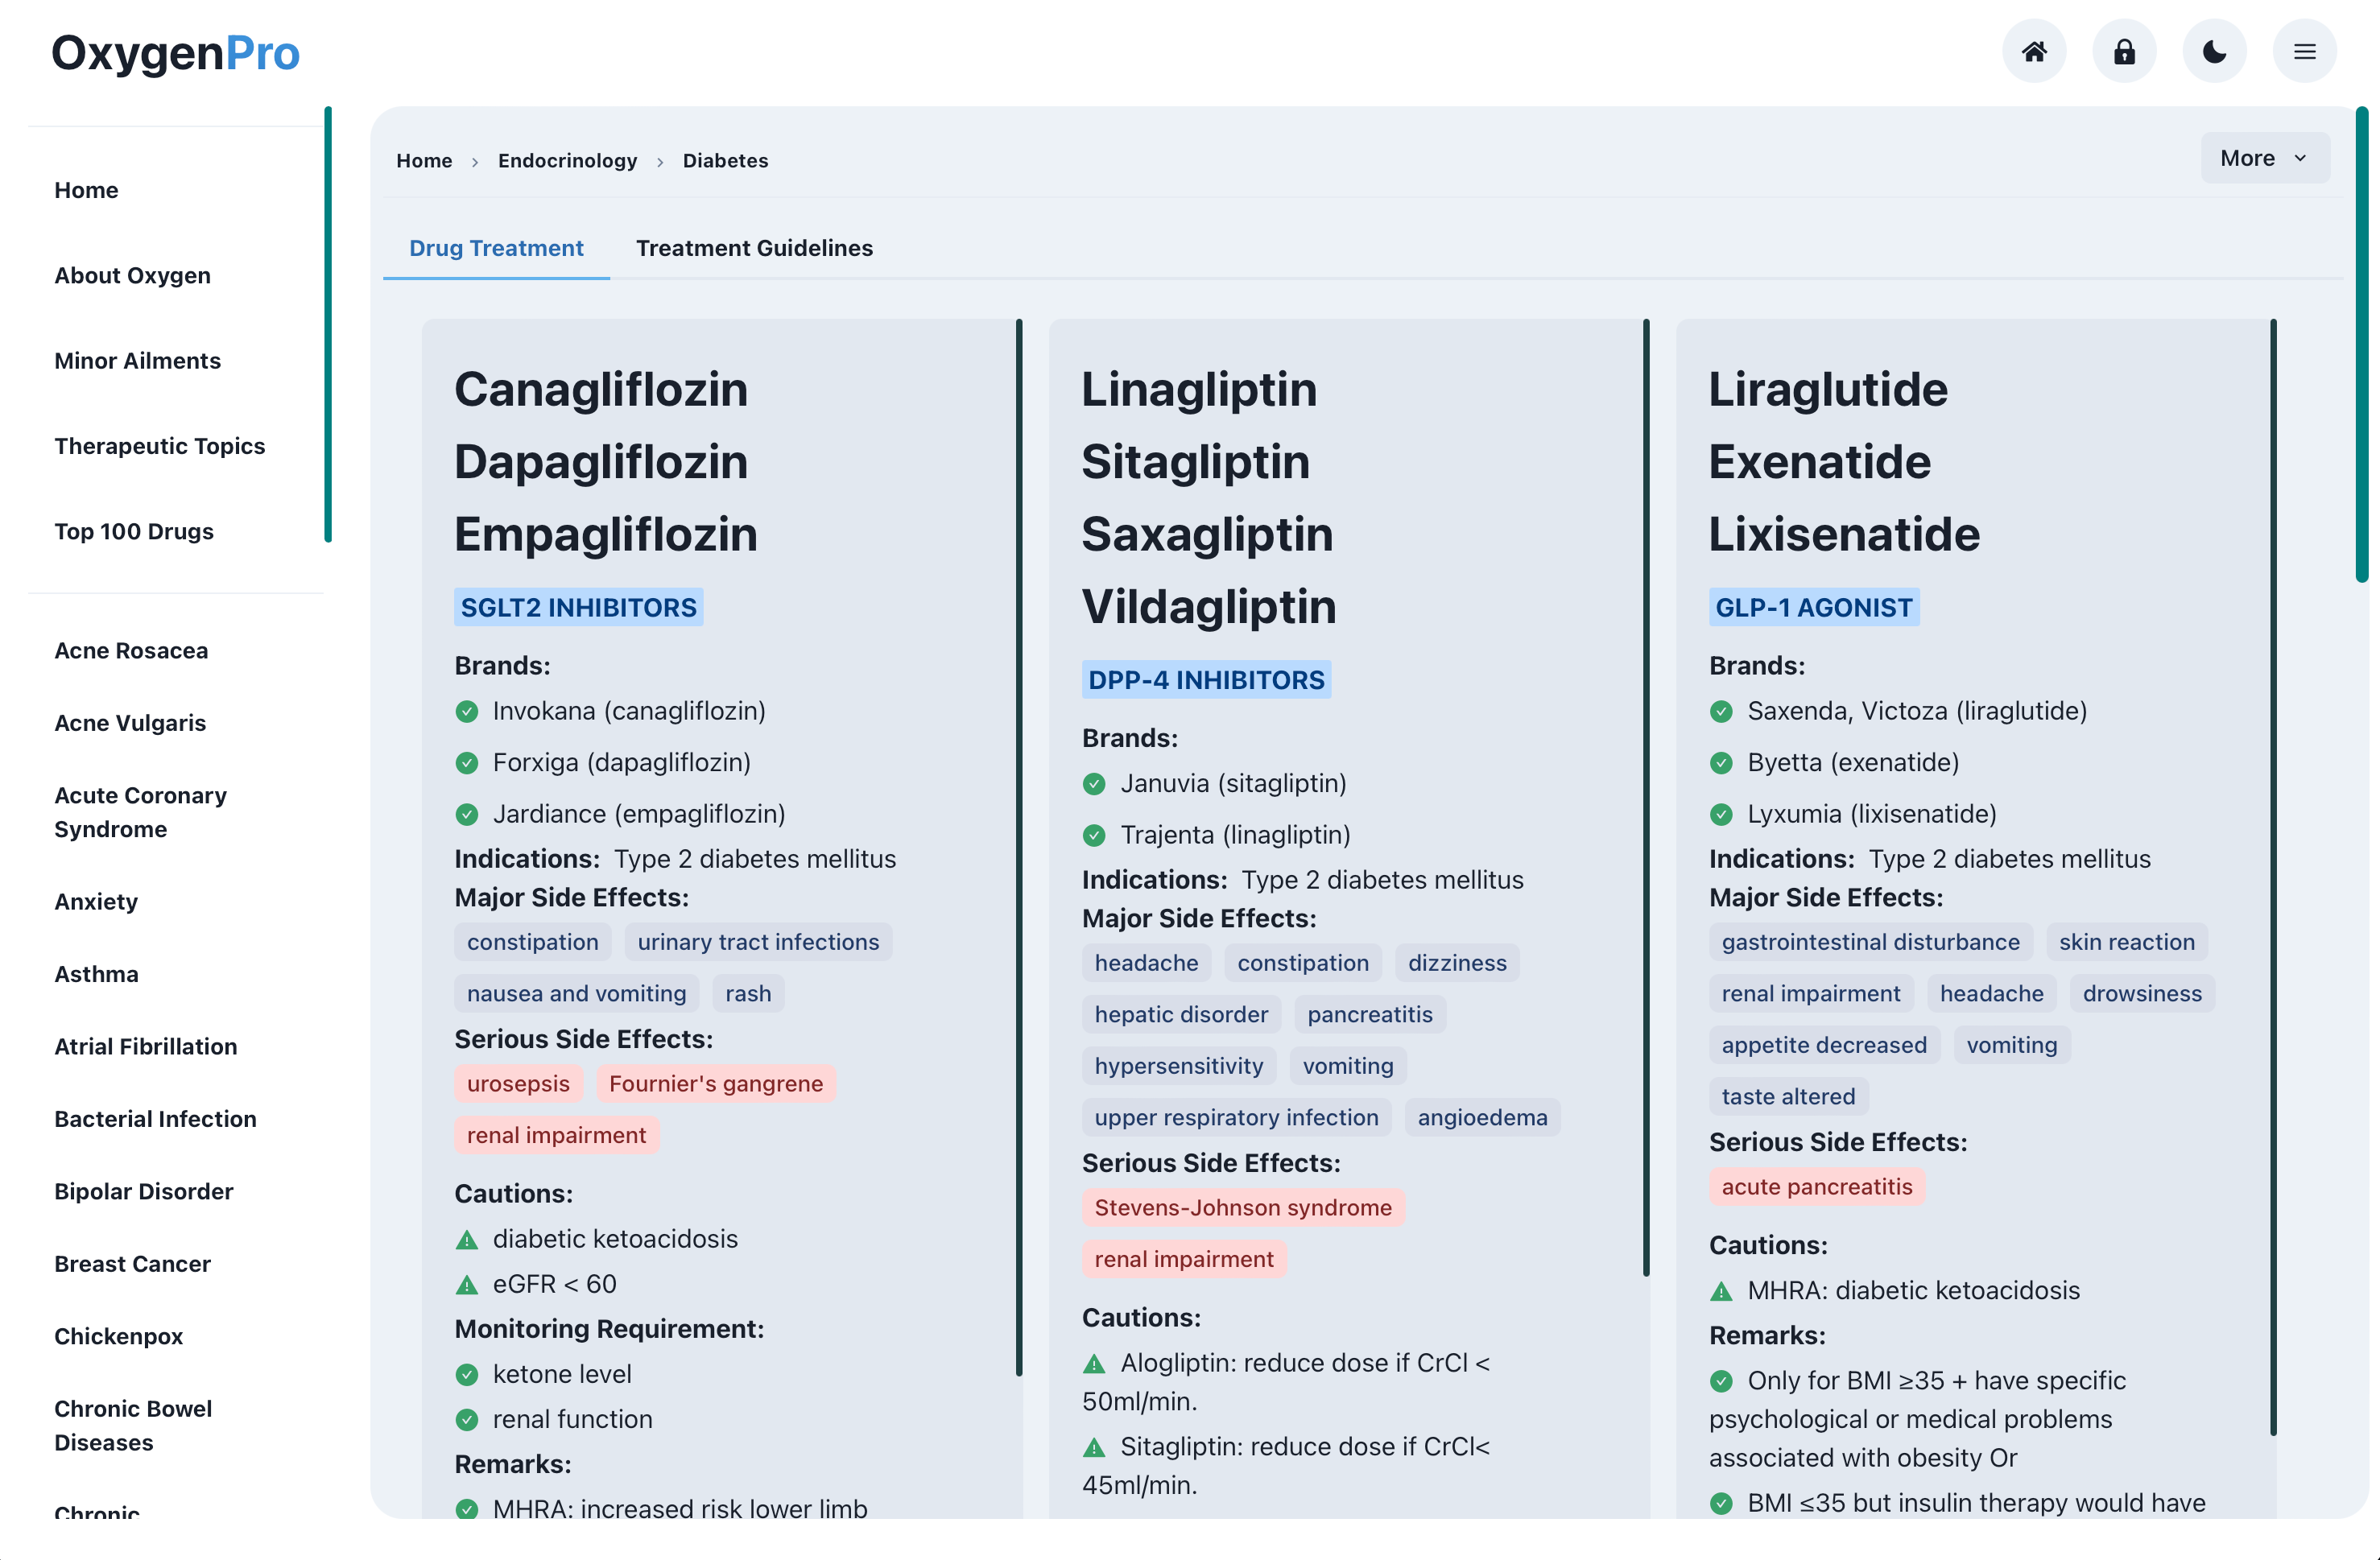 OxygenPro
Home
About Oxygen
Minor Ailments
Therapeutic Topics
Top 100 Drugs
Acne Rosacea
Acne Vulgaris
Acute Coronary
Syndrome
Anxiety
Asthma
Atrial Fibrillation
Bacterial Infection
Bipolar Disorder
Breast Cancer
Chickenpox
Chronic Bowel
Diseases
Chronic
Home > Endocrinology > Diabetes
More
Drug Treatment Treatment Guidelines
Canagliflozin
Dapagliflozin
Empagliflozin
SGLT2 INHIBITORS
Brands:
Invokana (canagliflozin)
Forxiga (dapagliflozin)
Jardiance (empagliflozin)
Indications: Type 2 diabetes mellitus
Major Side Effects:
constipation urinary tract infections
nausea and vomiting rash
Serious Side Effects:
urosepsis Fournier's gangrene
renal impairment
Cautions:
diabetic ketoacidosis
eGFR < 60
Monitoring Requirement:
ketone level
renal function
Remarks:
MHRA: increased risk lower limb
Linagliptin
Sitagliptin
Saxagliptin
Vildagliptin
DPP-4 INHIBITORS
Brands:
Januvia (sitagliptin)
Trajenta (linagliptin)
Indications: Type 2 diabetes mellitus
Major Side Effects:
headache constipation dizziness
hepatic disorder pancreatitis
hypersensitivity vomiting
upper respiratory infection angioedema
Serious Side Effects:
Stevens-Johnson syndrome
renal impairment
Cautions:
Alogliptin: reduce dose if CrCl <
50ml/min.
Sitagliptin: reduce dose if CrCl<
45ml/min.
Liraglutide
Exenatide
Lixisenatide
GLP-1 AGONIST
Brands:
Saxenda, Victoza (liraglutide)
Byetta (exenatide)
Lyxumia (lixisenatide)
Indications: Type 2 diabetes mellitus
Major Side Effects:
gastrointestinal disturbance skin reaction
renal impairment headache drowsiness
appetite decreased vomiting
taste altered
Serious Side Effects:
acute pancreatitis
Cautions:
MHRA: diabetic ketoacidosis
Remarks:
Only for BMI ≥35 + have specific
psychological or medical problems
associated with obesity Or
BMI ≤35 but insulin therapy would have